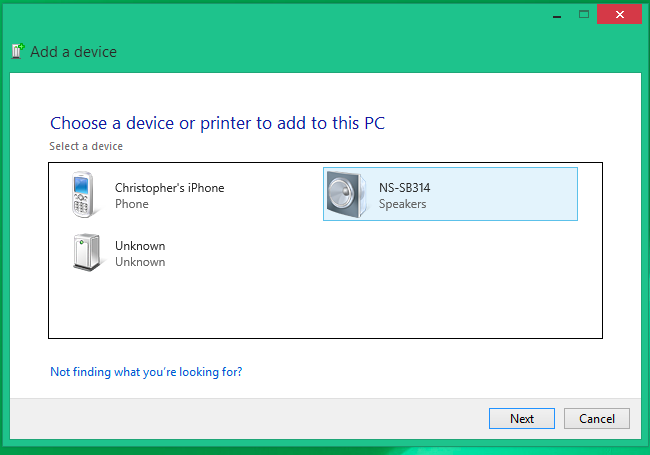 Add a device
Choose a device or printer to add to this PC
Select a device
Christopher's iPhone
Phone
NS-SB314
Speakers
Unknown
Unknown
Not finding what you're looking for?
Next
Cancel